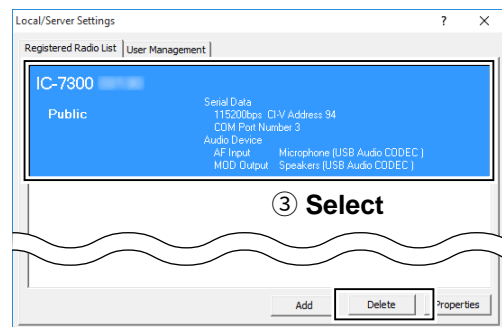 Local/Server Settings ? ×
Registered Radio List User Management
IC-7300
Public
Serial Data
115200bps CI-V Address 94
COM Port Number 3
Audio Device
AF Input Microphone (USB Audio CODEC )
MOD Output Speakers (USB Audio CODEC )
③ Select
Add Delete Properties